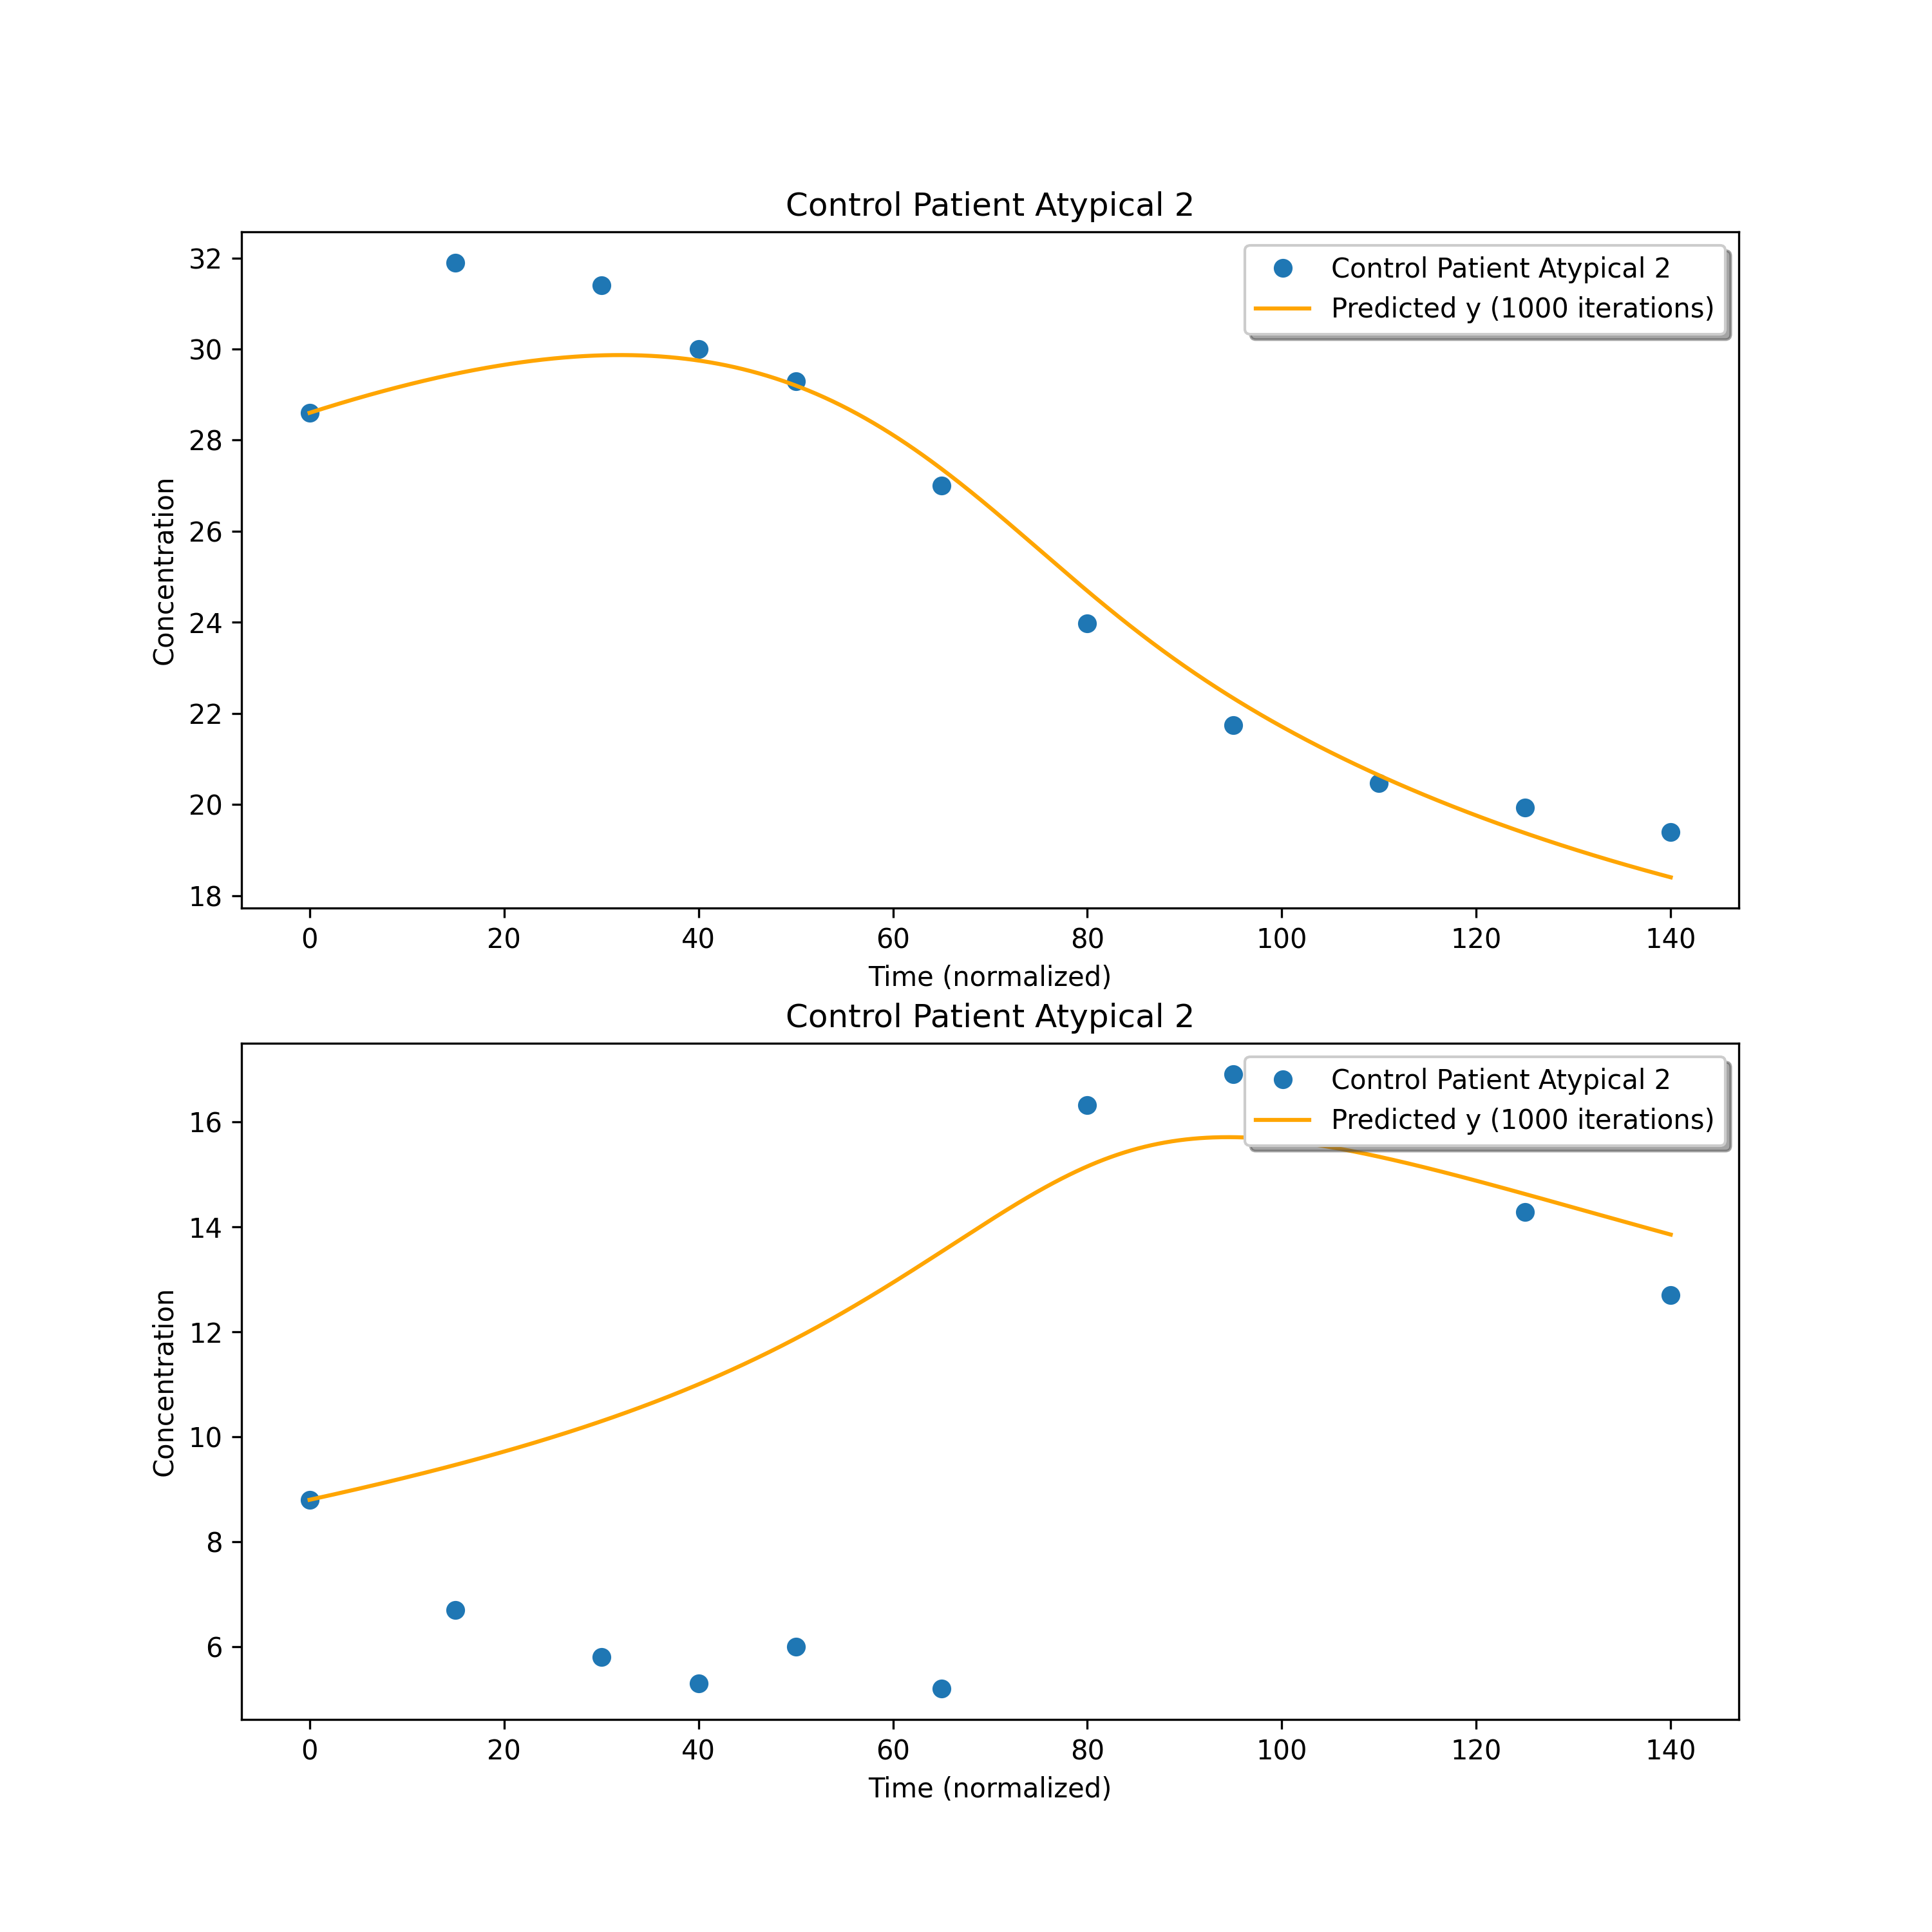 Control Patient Atypical 2
32
30
28
26
24
22
20
18
Concentration
Control Patient Atypical 2
Predicted y (1000 iterations)
0 20 40 60 80 100 120 140
Time (normalized)
Control Patient Atypical 2
16
14
12
10
8
6
Concentration
Control Patient Atypical 2
Predicted y (1000 iterations)
0 20 40 60 80 100 120 140
Time (normalized)